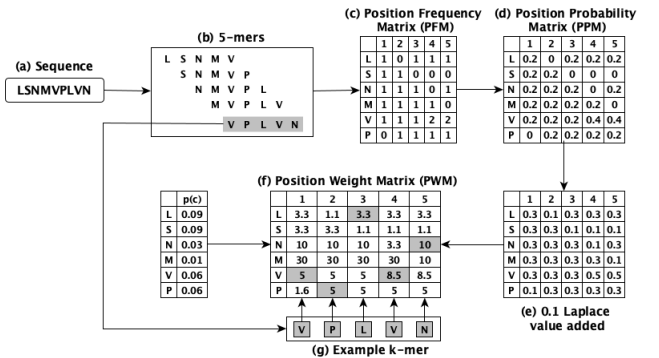 (a) Sequence
LSNMVPLVN
(b) 5-mers
L S N M V
S N M V P
N M V P L
M V P L V
V P L V N
(c) Position Frequency
Matrix (PFM)
1 2 3 4 5
L 1 0 1 1 1
S 1 1 0 0 0
N 1 1 1 0 1
M 1 1 1 1 0
V 1 1 1 2 2
P 0 1 1 1 1
(d) Position Probability
Matrix (PPM)
1 2 3 4 5
L 0.2 0 0.2 0.2 0.2
S 0.2 0.2 0 0 0
N 0.2 0.2 0.2 0 0.2
M 0.2 0.2 0.2 0.2 0
V 0.2 0.2 0.2 0.4 0.4
P 0 0.2 0.2 0.2 0.2
p(c)
L 0.09
S 0.09
N 0.03
M 0.01
V 0.06
P 0.06
(f) Position Weight Matrix (PWM)
1 2 3 4 5
L 3.3 1.1 3.3 3.3 3.3
S 3.3 3.3 1.1 1.1 1.1
N 10 10 10 3.3 10
M 30 30 30 30 10
V 5 5 5 8.5 8.5
P 1.6 5 5 5 5
V P L V N
(g) Example k-mer
1 2 3 4 5
L 0.3 0.1 0.3 0.3 0.3
S 0.3 0.3 0.1 0.1 0.1
N 0.3 0.3 0.3 0.1 0.3
M 0.3 0.3 0.3 0.3 0.1
V 0.3 0.3 0.3 0.5 0.5
P 0.1 0.3 0.3 0.3 0.3
(e) 0.1 Laplace
value added